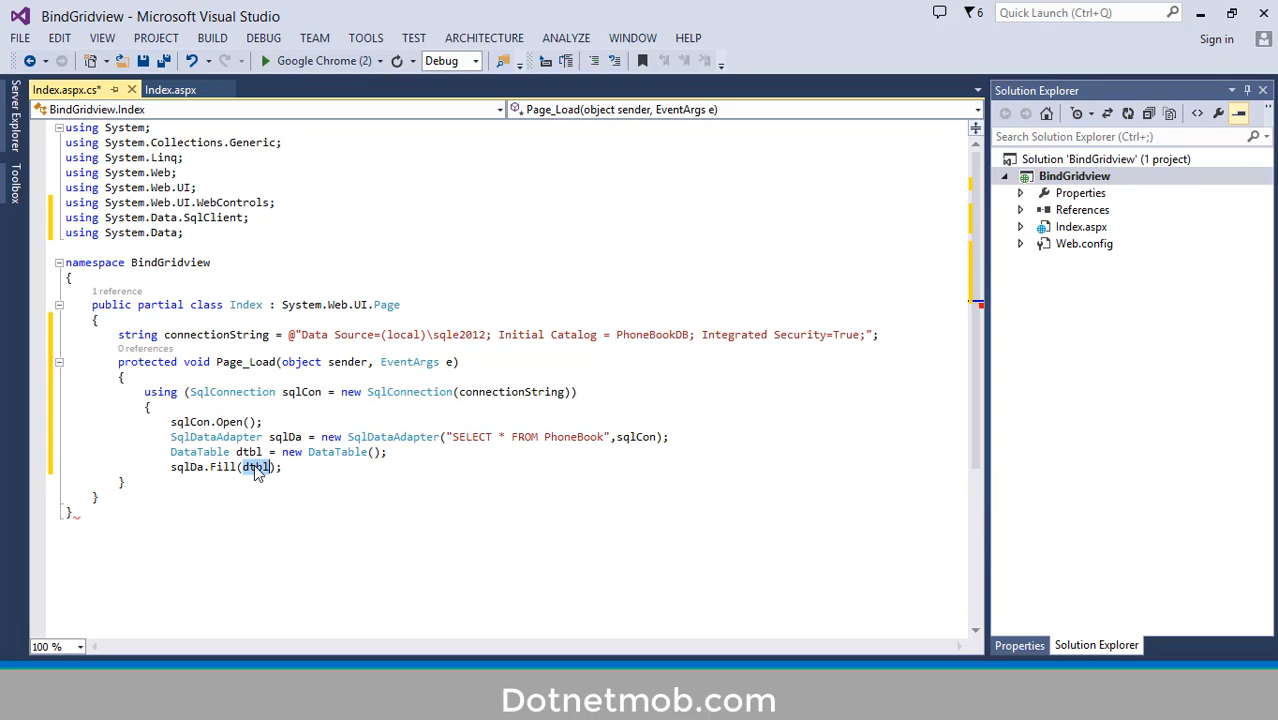 BindGridview - Microsoft Visual Studio
6
Quick Launch (Ctrl+Q)
FILE EDIT VIEW PROJECT BUILD DEBUG TEAM TOOLS TEST ARCHITECTURE ANALYZE WINDOW HELP
Sign in
Google Chrome (2)
Debug
Index.aspx.cs*
Index.aspx
Solution Explorer
BindGridview.Index
Page_Load(object sender, EventArgs e)
Server Explorer
Toolbox
Search Solution Explorer (Ctrl+;)
Solution 'BindGridview' (1 project)
BindGridview
Properties
References
Index.aspx
Web.config
using System;
using System.Collections.Generic;
using System.Linq;
using System.Web;
using System.Web.UI;
using System.Web.UI.WebControls;
using System.Data.SqlClient;
using System.Data;
namespace BindGridview
{
1 reference
public partial class Index : System.Web.UI.Page
{
string connectionString = @"Data Source=(local)\sqle2012; Initial Catalog = PhoneBookDB; Integrated Security=True;";
0 references
protected void Page_Load(object sender, EventArgs e)
{
using (SqlConnection sqlCon = new SqlConnection(connectionString))
{
sqlCon.Open();
SqlDataAdapter sqlDa = new SqlDataAdapter("SELECT * FROM PhoneBook",sqlCon);
DataTable dtbl = new DataTable();
sqlDa.Fill(dtbl);
}
}
}
100 %
Properties
Solution Explorer
Dotnetmob.com